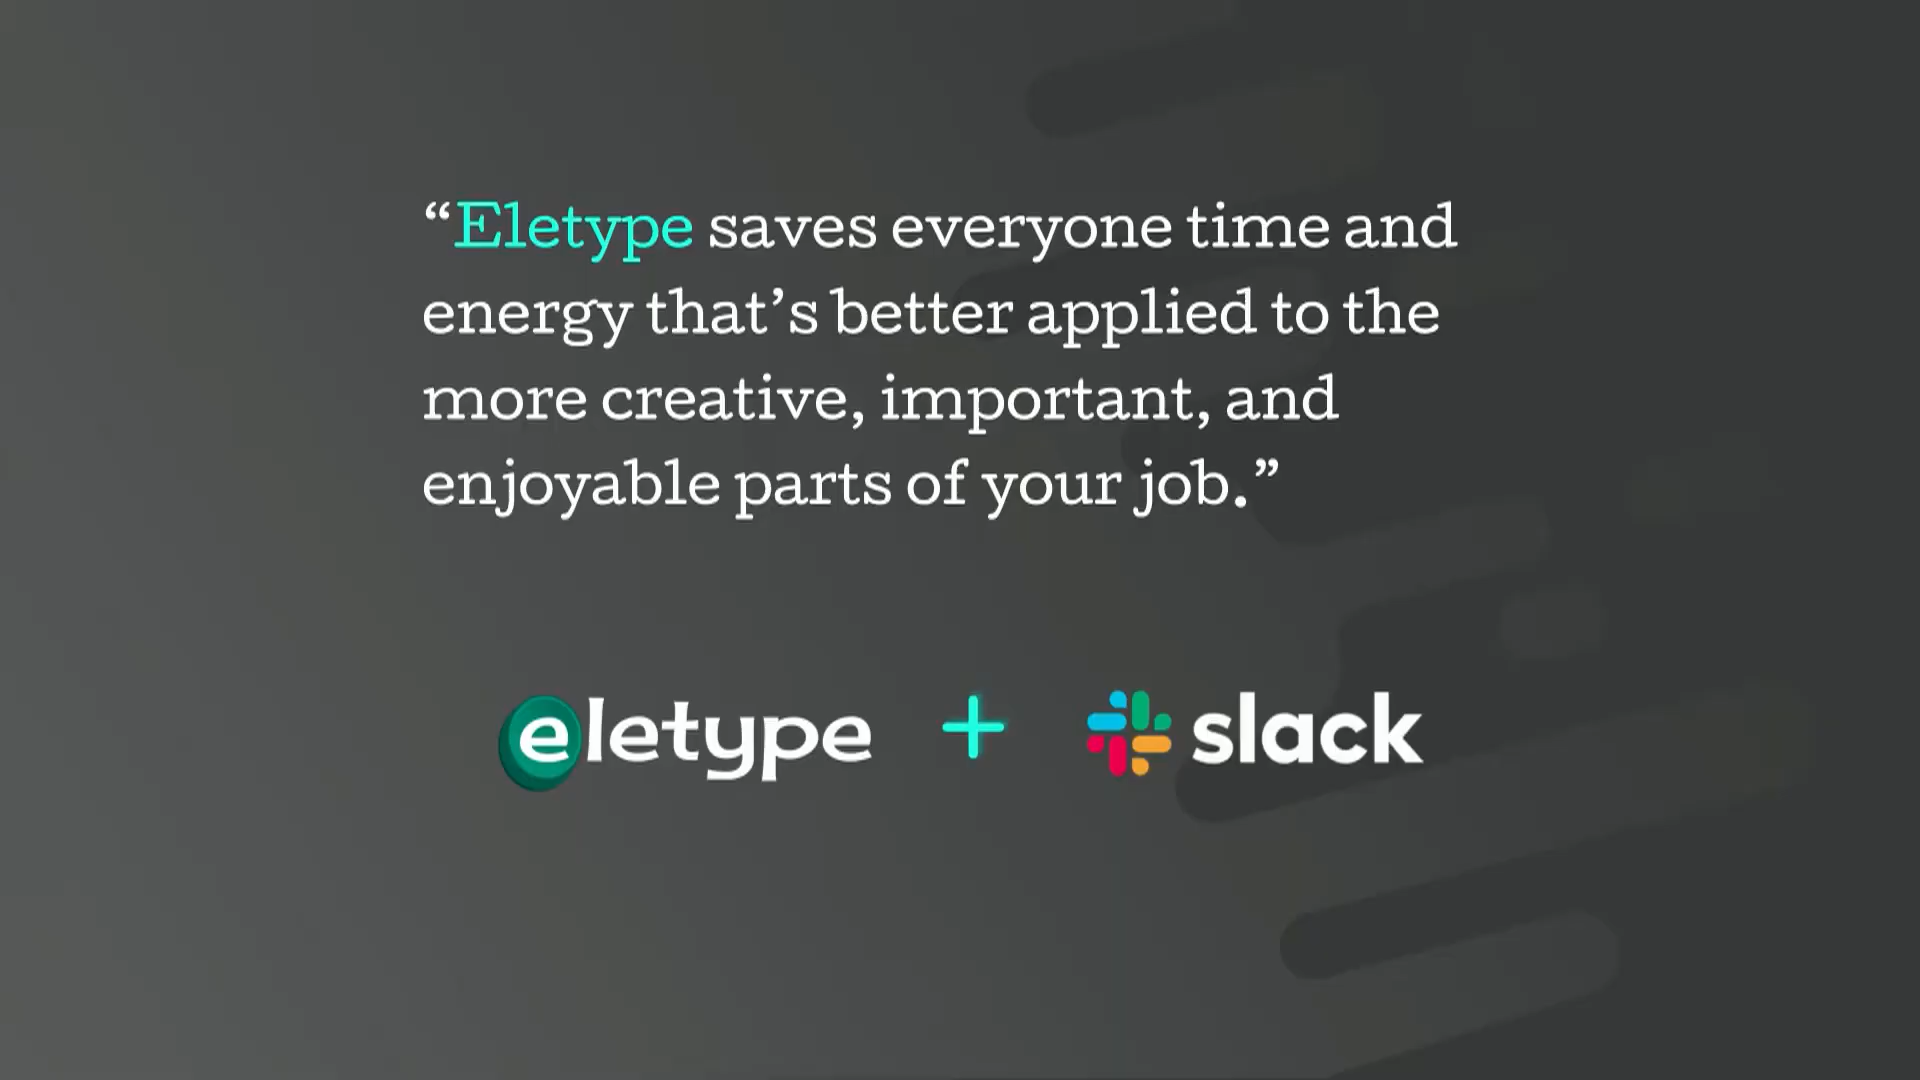 “Eletype saves everyone time and
energy that’s better applied to the
more creative, important, and
enjoyable parts of your job.”
eletype + slack